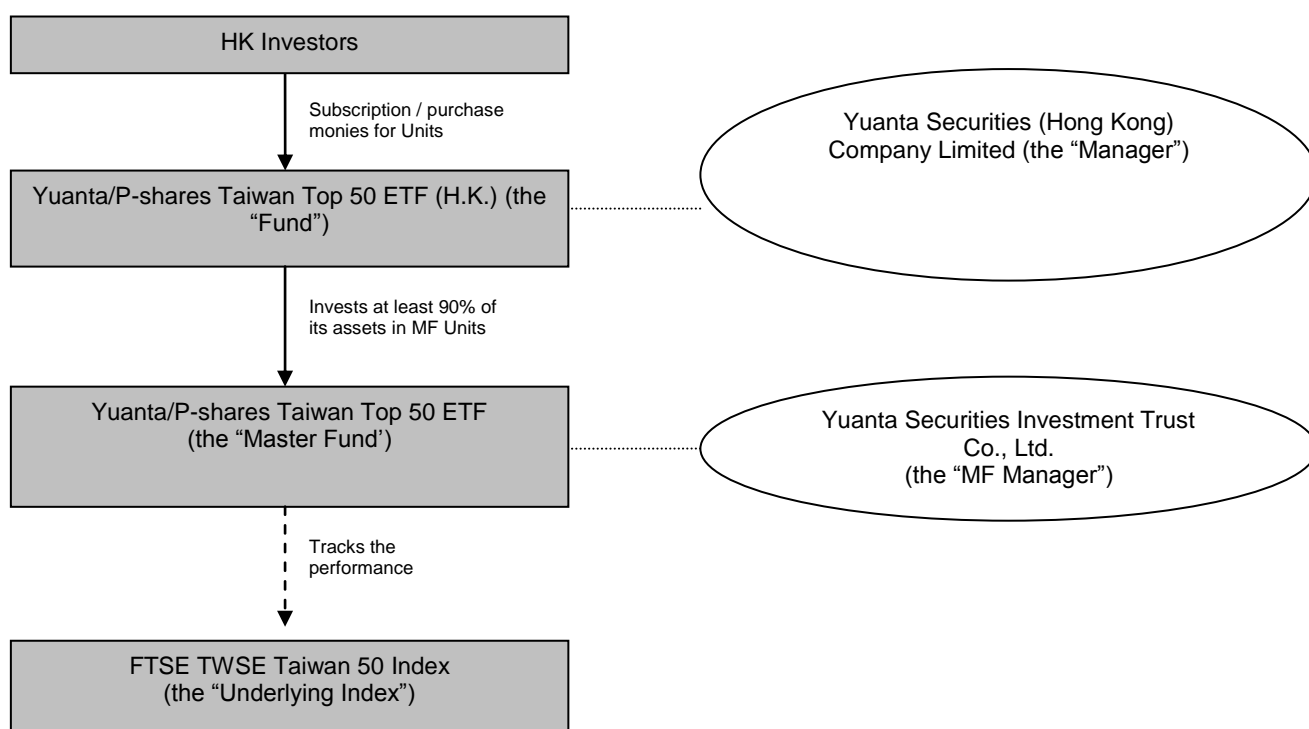 HK Investors
Subscription / purchase
monies for Units
Yuanta Securities (Hong Kong)
Company Limited (the “Manager”)
Yuanta/P-shares Taiwan Top 50 ETF (H.K.) (the
“Fund”)
Invests at least 90% of
its assets in MF Units
Yuanta/P-shares Taiwan Top 50 ETF
(the “Master Fund’)
Yuanta Securities Investment Trust
Co., Ltd.
(the “MF Manager”)
Tracks the
performance
FTSE TWSE Taiwan 50 Index
(the “Underlying Index”)